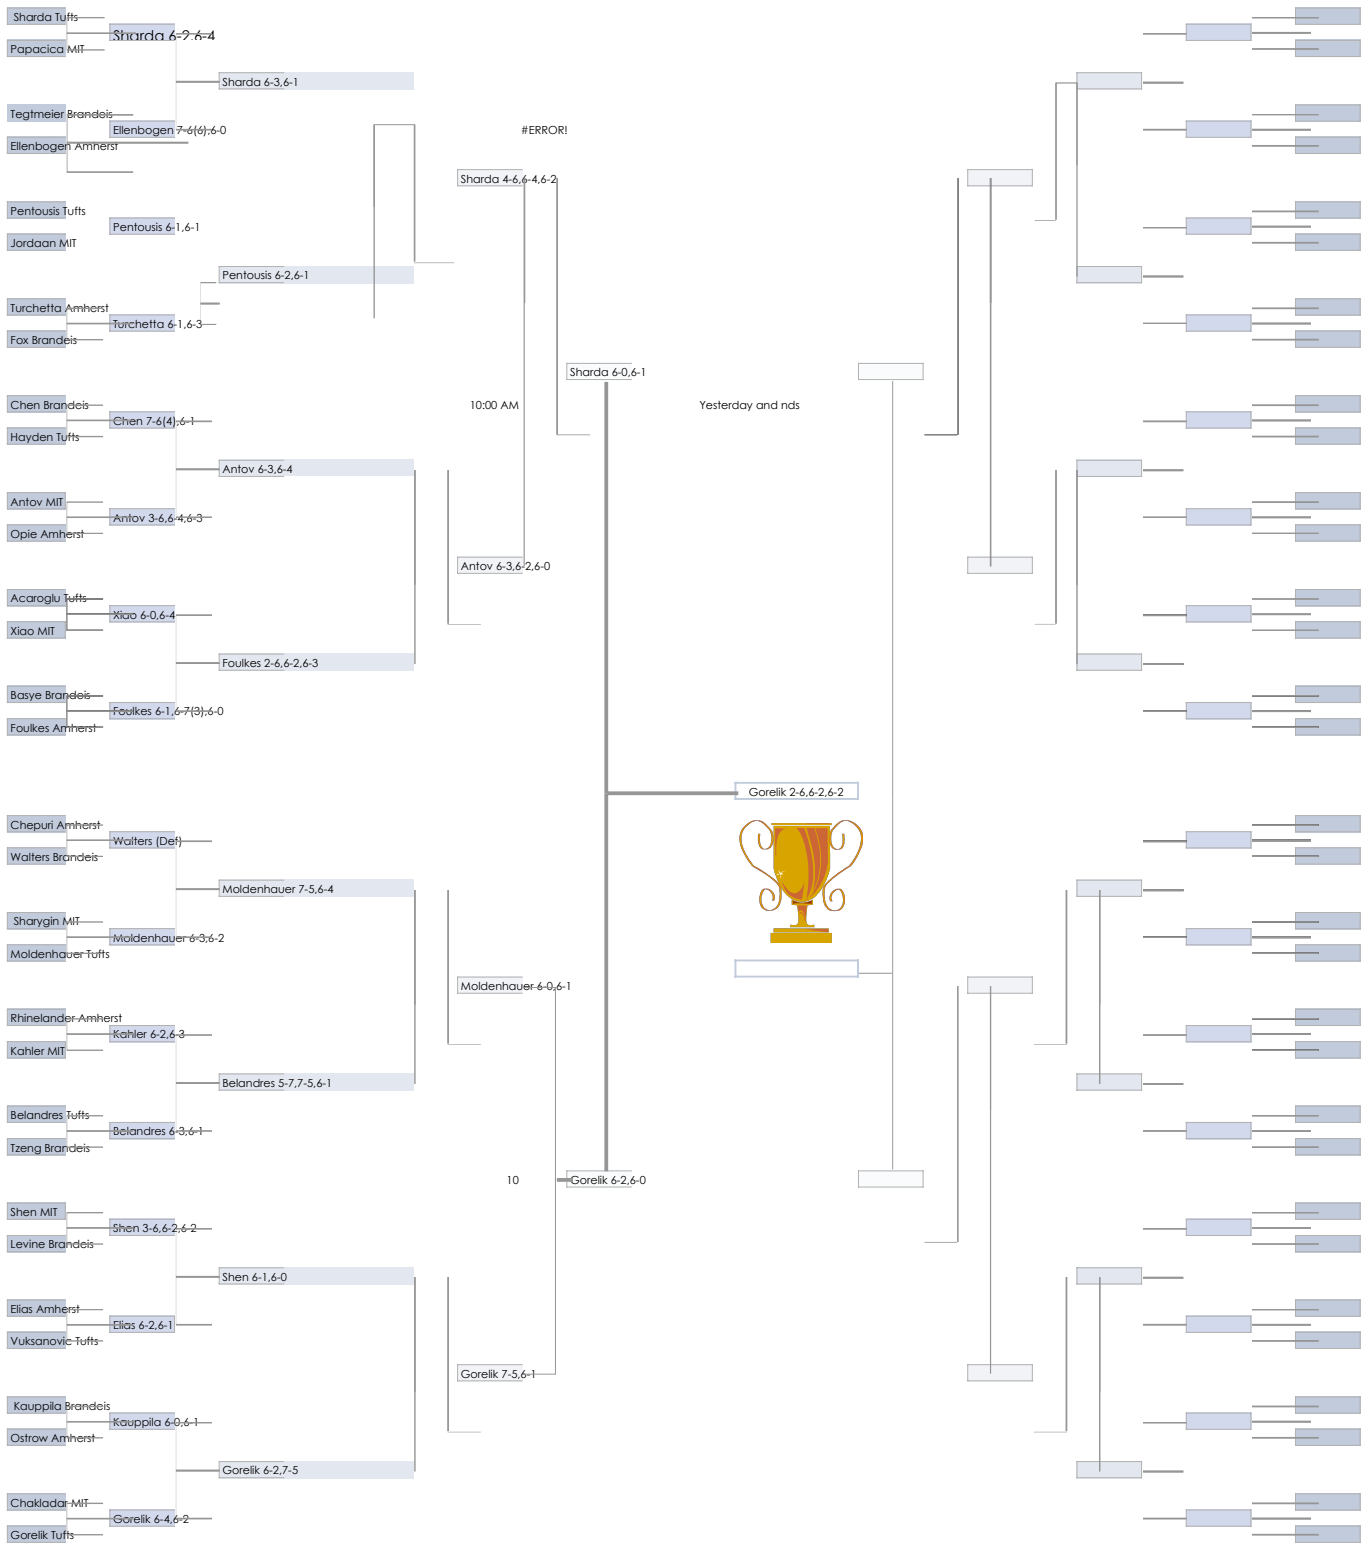 Sharda Tufts
Sharda 6-2,6-4
Papacica MIT
Sharda 6-3,6-1
Tegtmeier Brandeis
Ellenbogen 7-6(6),6-0
#ERROR!
Ellenbogen Amherst
Sharda 4-6,6-4,6-2
Pentousis Tufts
Pentousis 6-1,6-1
Jordaan MIT
Pentousis 6-2,6-1
Turchetta Amherst
Turchetta 6-1,6-3
Fox Brandeis
Sharda 6-0,6-1
Chen Brandeis
10:00 AM
Yesterday and nds
Chen 7-6(4),6-1
Hayden Tufts
Antov 6-3,6-4
Antov MIT
Antov 3-6,6-4,6-3
Opie Amherst
Antov 6-3,6-2,6-0
Acaroglu Tufts
Xiao 6-0,6-4
Xiao MIT
Foulkes 2-6,6-2,6-3
Basye Brandeis
Foulkes 6-1,6-7(3),6-0
Foulkes Amherst
Gorelik 2-6,6-2,6-2
Chepuri Amherst
Walters (Def)
Walters Brandeis
Moldenhauer 7-5,6-4
Sharygin MIT
Moldenhauer 6-3,6-2
Moldenhauer Tufts
Moldenhauer 6-0,6-1
Rhinelander Amherst
Kahler 6-2,6-3
Kahler MIT
Belandres 5-7,7-5,6-1
Belandres Tufts
Belandres 6-3,6-1
Tzeng Brandeis
10
Gorelik 6-2,6-0
Shen MIT
Shen 3-6,6-2,6-2
Levine Brandeis
Shen 6-1,6-0
Elias Amherst
Elias 6-2,6-1
Vuksanovic Tufts
Gorelik 7-5,6-1
Kauppila Brandeis
Kauppila 6-0,6-1
Ostrow Amherst
Gorelik 6-2,7-5
Chakladar MIT
Gorelik 6-4,6-2
Gorelik Tufts